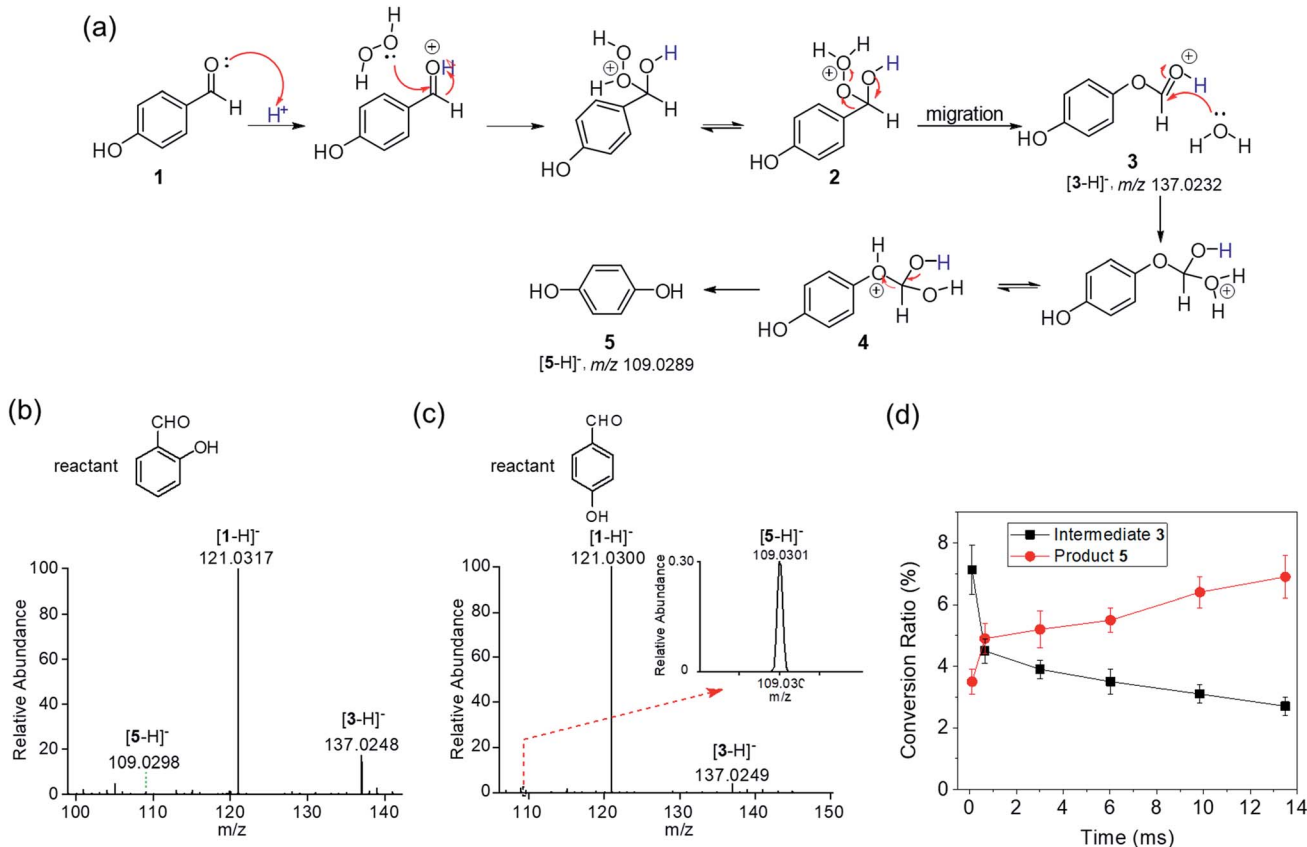 (a)
H
O
O
H
O
H
H+
HO
1
O
H
H
HO
H
O
H
O
O
H
H
HO
H
H
O
O
O
H
H
HO
2
migration
O
O
H
H
O
H
H
HO
3
[3-H]-, m/z 137.0232
HO
OH
5
[5-H]-, m/z 109.0289
H
O
O-H
O-H
H
HO
4
O
O-H
O
H
H
H
HO
(b)
reactant
CHO
OH
[1-H]-
121.0317
[5-H]-
109.0298
[3-H]-
137.0248
Relative Abundance
100
80
60
40
20
0
100 120 140
m/z
(c)
reactant
CHO
OH
[1-H]-
121.0300
[5-H]-
109.0301
0.30
0
Relative Abundance
109.030
m/z
[3-H]-
137.0249
Relative Abundance
100
80
60
40
20
0
110 120 130 140 150
m/z
(d)
Intermediate 3
Product 5
Conversion Ratio (%)
8
6
4
2
0
0 2 4 6 8 10 12 14
Time (ms)